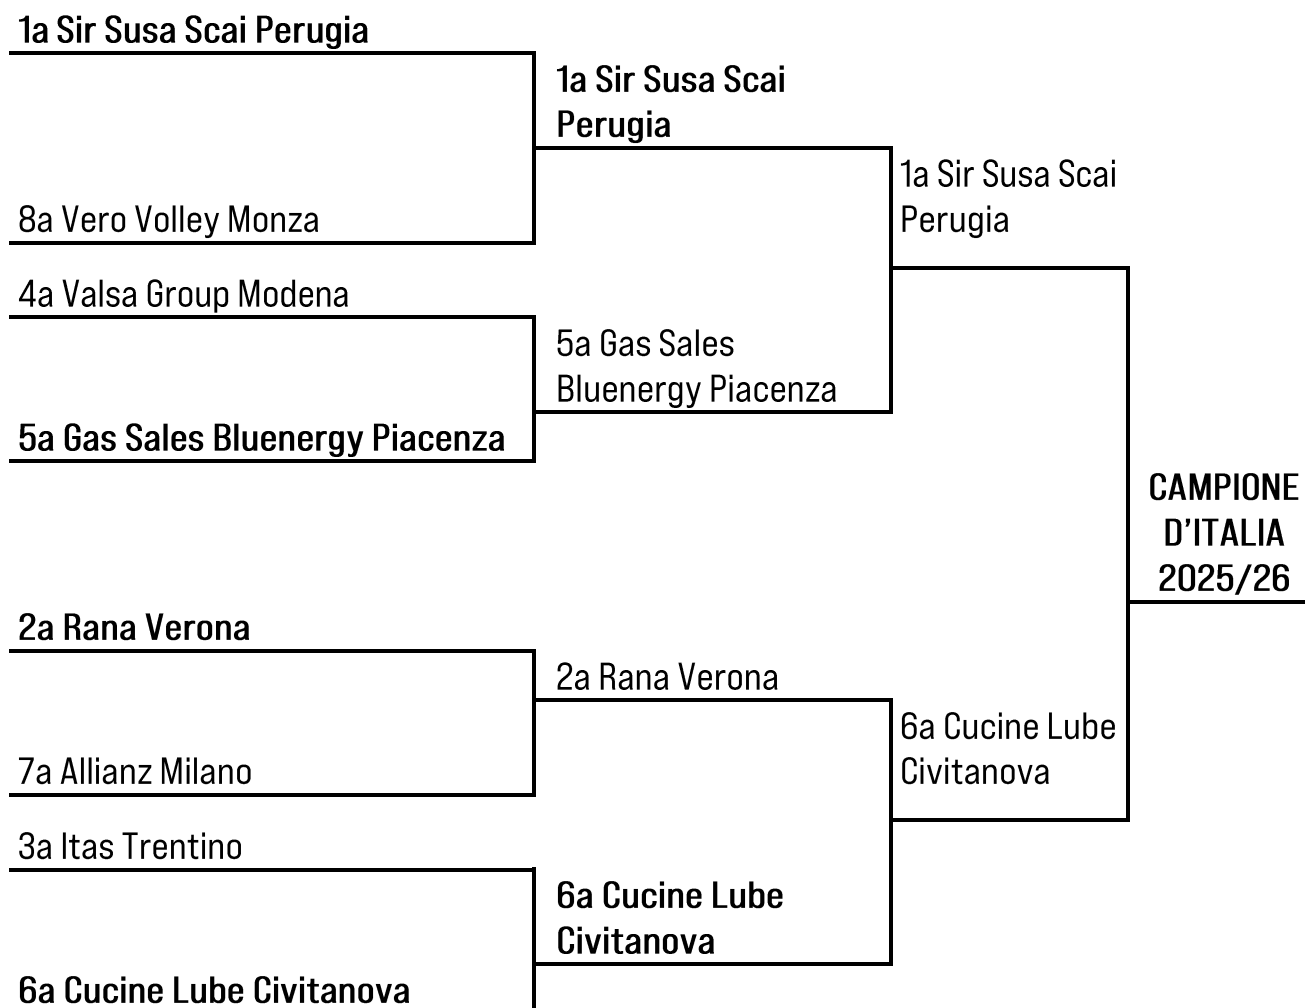 1a Sir Susa Scai Perugia
8a Vero Volley Monza
4a Valsa Group Modena
5a Gas Sales Bluenergy Piacenza
2a Rana Verona
7a Allianz Milano
3a Itas Trentino
6a Cucine Lube Civitanova
1a Sir Susa Scai
Perugia
5a Gas Sales
Bluenergy Piacenza
2a Rana Verona
6a Cucine Lube
Civitanova
1a Sir Susa Scai
Perugia
6a Cucine Lube
Civitanova
CAMPIONE
D’ITALIA
2025/26